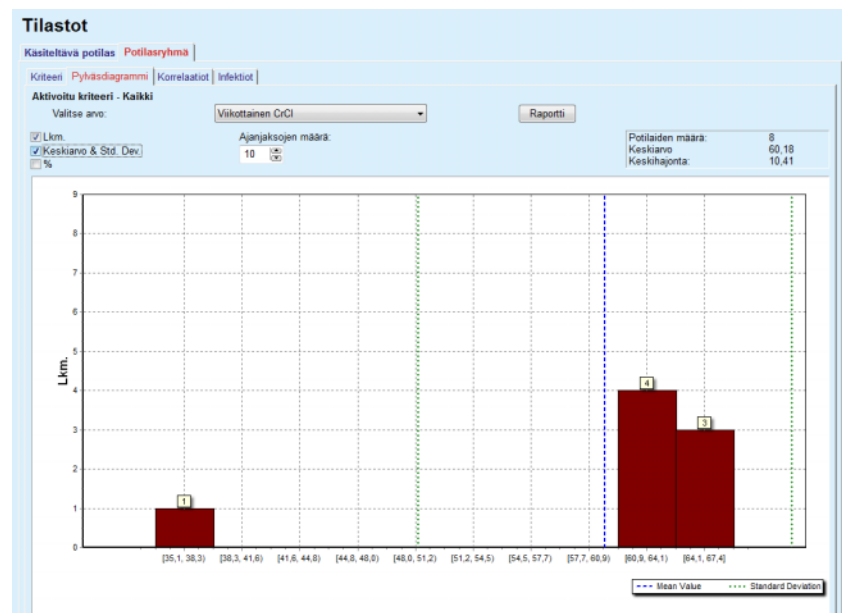 Tilastot
Käsiteltävä potilas Potilasryhmä
Kriteeri Pylväsdiagrammi Korrelaatiot Infektiot
Aktivoitu kriteeri - Kaikki
Valitse arvo: Viikottainen CrCl Raportti
Lkm. Ajanjaksojen määrä: Potilaiden määrä: 8
Keskiarvo & Std. Dev. 10 Keskiarvo 60,18
% Keskihajonta: 10,41
9
8
7
6
5
4
3
2
1
0
Lkm.
1
4
3
[35,1, 38,3) [38,3, 41,6) [41,6, 44,8) [44,8, 48,0) [48,0, 51,2) [51,2, 54,5) [54,5, 57,7) [57,7, 60,9) [60,9, 64,1) [64,1, 67,4]
Mean Value Standard Deviation